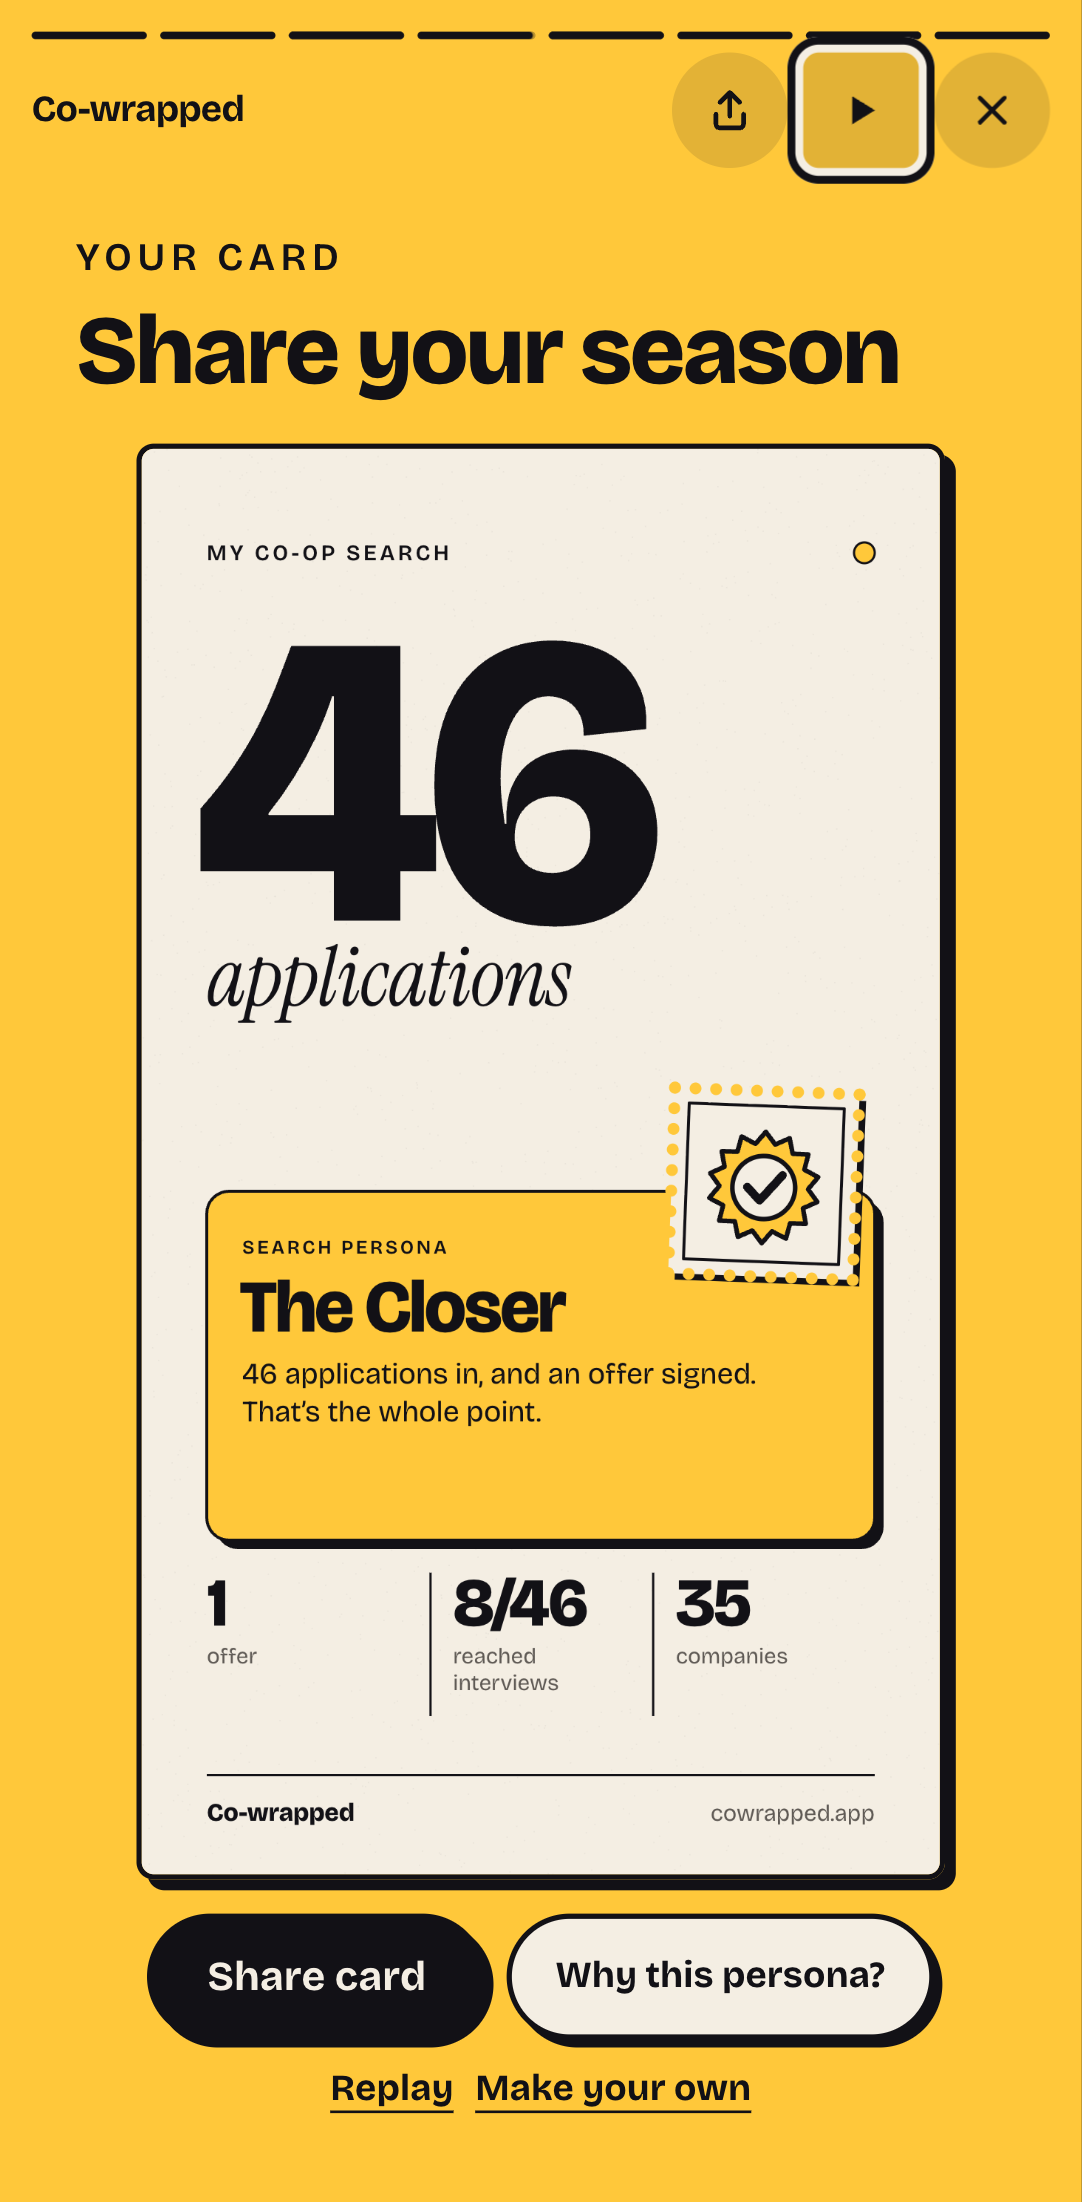 Co-wrapped
YOUR CARD
Share your season
MY CO-OP SEARCH
46
applications
SEARCH PERSONA
The Closer
46 applications in, and an offer signed.
That’s the whole point.
1
offer
8/46
reached
interviews
35
companies
Co-wrapped
cowrapped.app
Share card
Why this persona?
Replay
Make your own